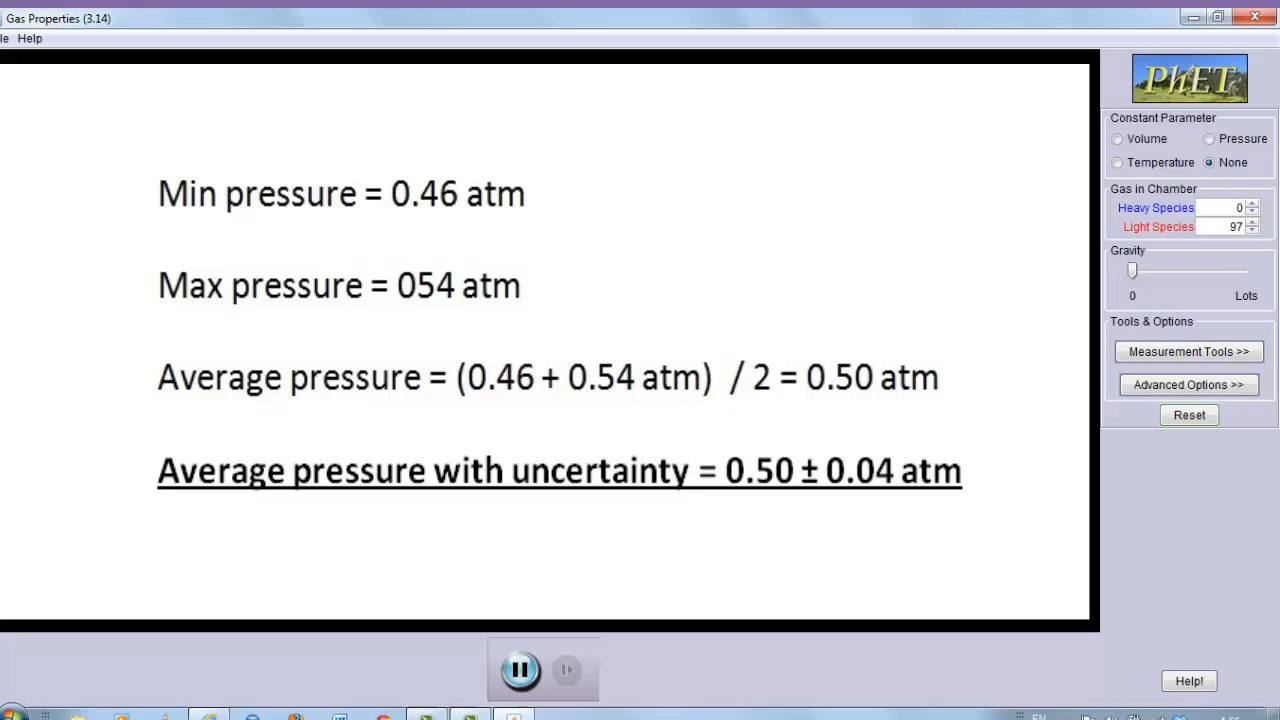 Gas Properties (3.14)
le Help
PhET
Constant Parameter
Volume Pressure
Temperature None
Gas in Chamber
Heavy Species 0
Light Species 97
Gravity
0 Lots
Tools & Options
Measurement Tools >>
Advanced Options >>
Reset
Min pressure = 0.46 atm
Max pressure = 054 atm
Average pressure = (0.46 + 0.54 atm) / 2 = 0.50 atm
Average pressure with uncertainty = 0.50 ± 0.04 atm
Help!